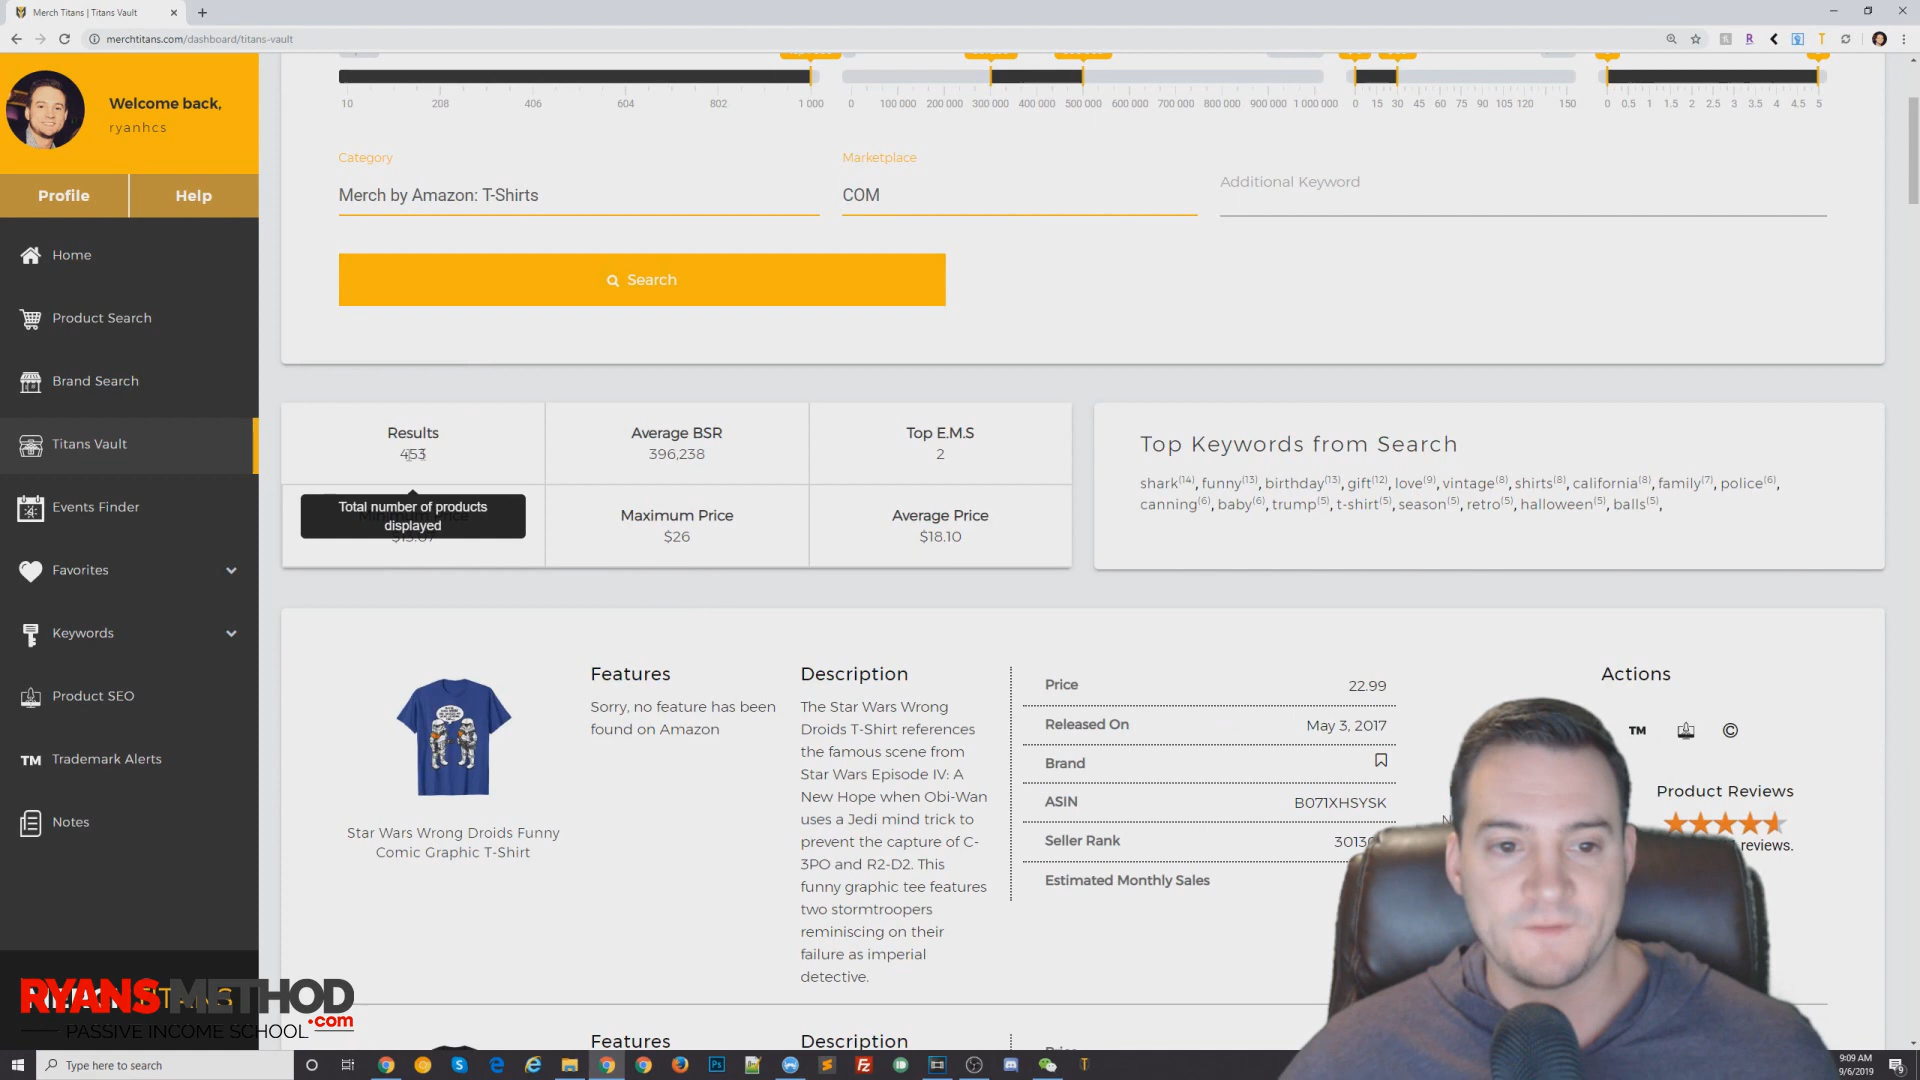 Merch Titans | Titans Vault
merchtitans.com/dashboard/titans-vault
Welcome back,
ryanhcs
Profile
Help
Home
Product Search
Brand Search
Titans Vault
Events Finder
Favorites
Keywords
Product SEO
TM Trademark Alerts
Notes
RYANS METHOD
.com
PASSIVE INCOME SCHOOL
10 208 406 604 802 1 000
0 100 000 200 000 300 000 400 000 500 000 600 000 700 000 800 000 900 000 1 000 000
0 15 30 45 60 75 90 105 120 150
0 0.5 1 1.5 2 2.5 3 3.5 4 4.5 5
Category
Merch by Amazon: T-Shirts
Marketplace
COM
Additional Keyword
Search
Results
453
Total number of products
displayed
Average BSR
396,238
Top E.M.S
2
Maximum Price
$26
Average Price
$18.10
Top Keywords from Search
shark(14), funny(13), birthday(13), gift(12), love(9), vintage(8), shirts(8), california(8), family(7), police(6),
canning(6), baby(6), trump(5), t-shirt(5), season(5), retro(5), halloween(5), balls(5),
Star Wars Wrong Droids Funny
Comic Graphic T-Shirt
Features
Sorry, no feature has been
found on Amazon
Description
The Star Wars Wrong
Droids T-Shirt references
the famous scene from
Star Wars Episode IV: A
New Hope when Obi-Wan
uses a Jedi mind trick to
prevent the capture of C-
3PO and R2-D2. This
funny graphic tee features
two stormtroopers
reminiscing on their
failure as imperial
detective.
Price 22.99
Released On May 3, 2017
Brand
ASIN B071XHSYSK
Seller Rank
Estimated Monthly Sales
Actions
TM ©
Product Reviews
reviews.
Features
Description
Type here to search
9:09 AM
9/6/2019